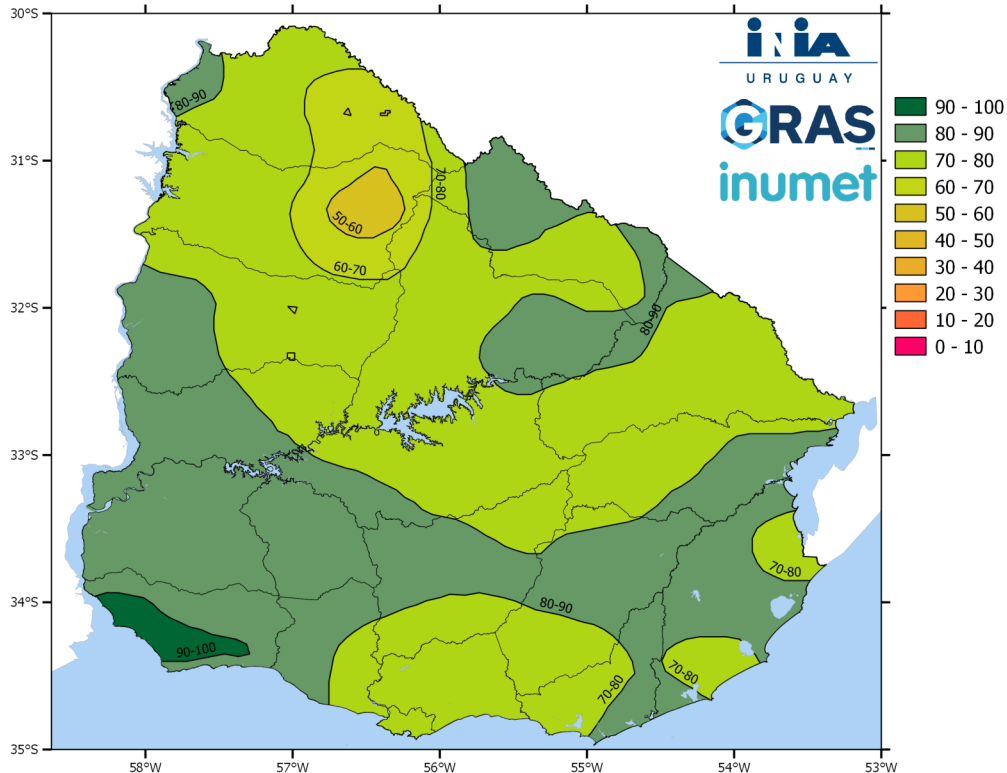 30°S
31°S
32°S
33°S
34°S
35°S
58°W
57°W
56°W
55°W
54°W
53°W
INIA
URUGUAY
GRAS
inumet
90 - 100
80 - 90
70 - 80
60 - 70
50 - 60
40 - 50
30 - 40
20 - 30
10 - 20
0 - 10
80-90
70-80
50-60
60-70
80-90
70-80
80-90
90-100
70-80
70-80